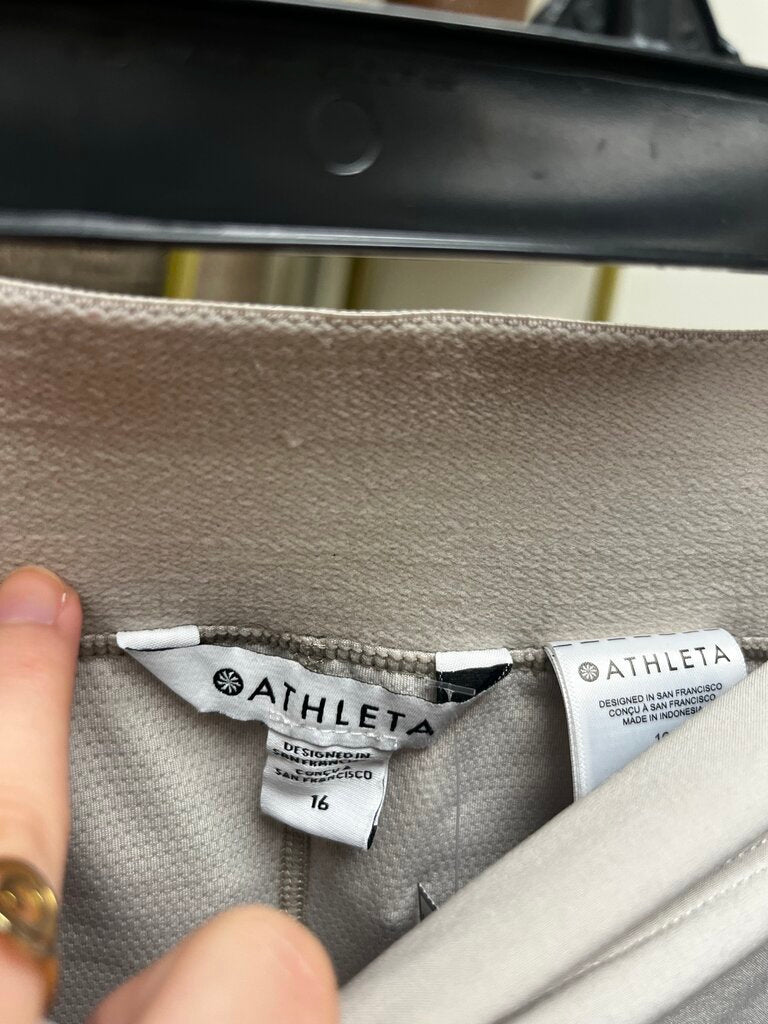 ATHLETA
DESIGNED IN
SAN FRANCISCO
CONÇU À
SAN FRANCISCO
16
ATHLETA
DESIGNED IN SAN FRANCISCO
CONÇU À SAN FRANCISCO
MADE IN INDONESIA